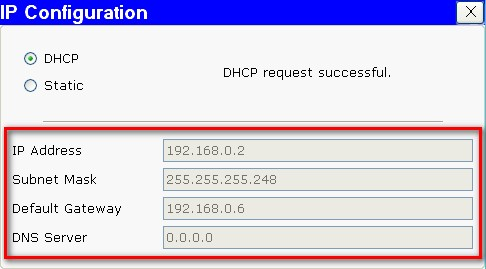 IP Configuration X
DHCP
DHCP request successful.
Static
IP Address 192.168.0.2
Subnet Mask 255.255.255.248
Default Gateway 192.168.0.6
DNS Server 0.0.0.0